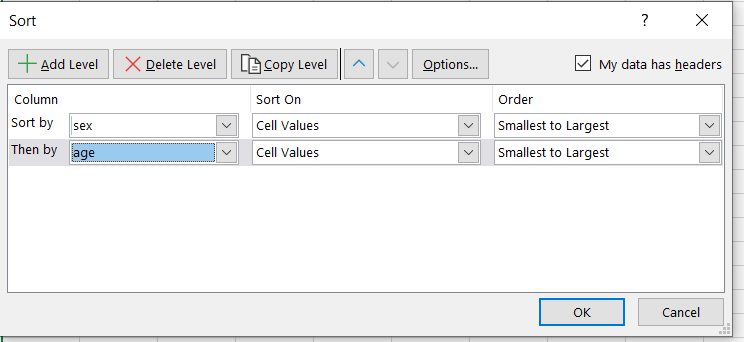 Sort ?
Add Level Delete Level Copy Level Options... My data has headers
Column Sort On Order
Sort by sex Cell Values Smallest to Largest
Then by age Cell Values Smallest to Largest
OK Cancel